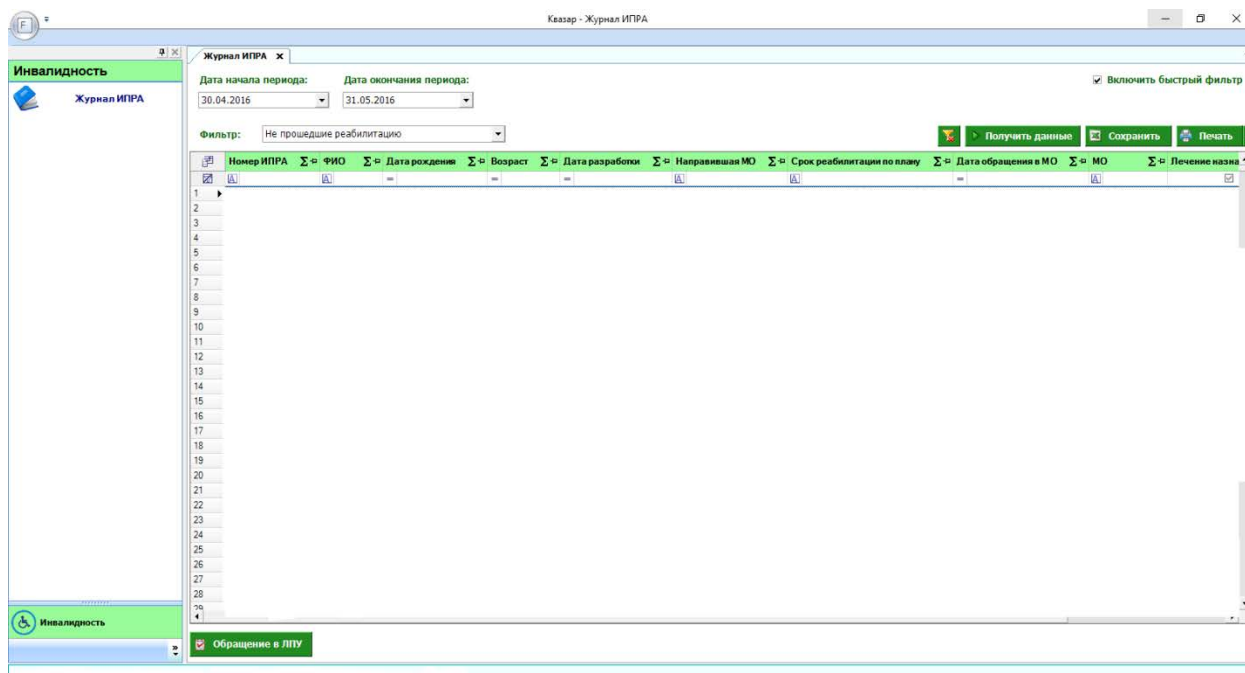 F
Квазар - Журнал ИПРА
Инвалидность
Журнал ИПРА
Журнал ИПРА x
Дата начала периода: Дата окончания периода:
Включить быстрый фильтр
30.04.2016 31.05.2016
Фильтр: Не прошедшие реабилитацию
Получить данные Сохранить Печать
Номер ИПРА Σ ФИО Σ Дата рождения Σ Возраст Σ Дата разработки Σ Направившая МО Σ Срок реабилитации по плану Σ Дата обращения в МО Σ МО Σ Лечение назна
A A = = = A A = A
1
2
3
4
5
6
7
8
9
10
11
12
13
14
15
16
17
18
19
20
21
22
23
24
25
26
27
28
29
Инвалидность
Обращение в ЛПУ